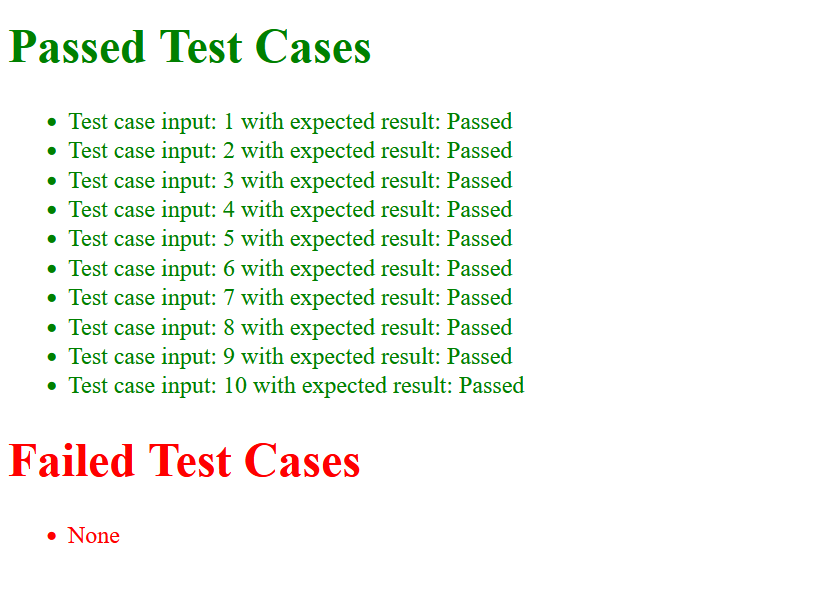 Passed Test Cases
Test case input: 1 with expected result: Passed
Test case input: 2 with expected result: Passed
Test case input: 3 with expected result: Passed
Test case input: 4 with expected result: Passed
Test case input: 5 with expected result: Passed
Test case input: 6 with expected result: Passed
Test case input: 7 with expected result: Passed
Test case input: 8 with expected result: Passed
Test case input: 9 with expected result: Passed
Test case input: 10 with expected result: Passed
Failed Test Cases
None